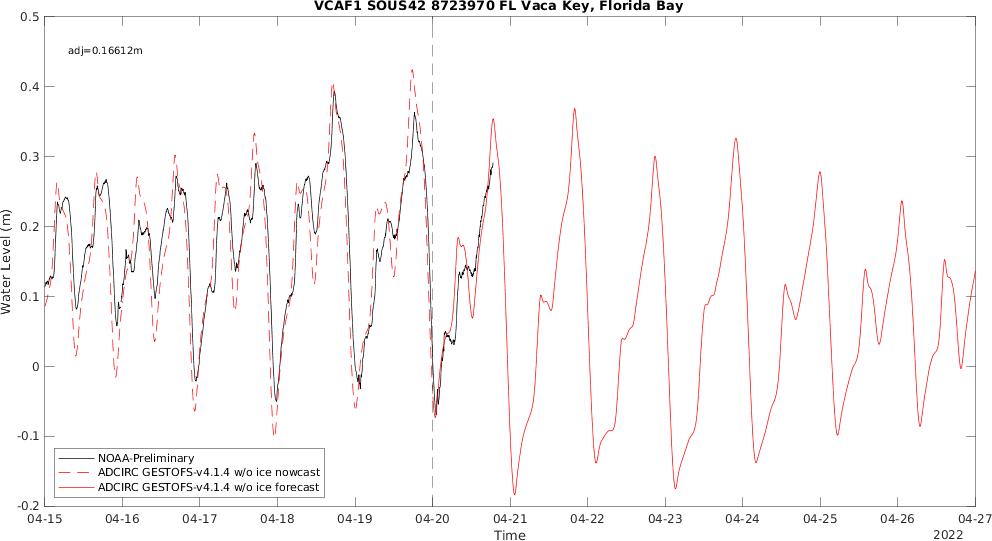 VCAF1 SOUS42 8723970 FL Vaca Key, Florida Bay
adj=0.16612m
0.5
0.4
0.3
0.2
0.1
0
-0.1
-0.2
Water Level (m)
NOAA-Preliminary
ADCIRC GESTOFS-v4.1.4 w/o ice nowcast
ADCIRC GESTOFS-v4.1.4 w/o ice forecast
04-15 04-16 04-17 04-18 04-19 04-20 04-21 04-22 04-23 04-24 04-25 04-26 04-27
Time
2022